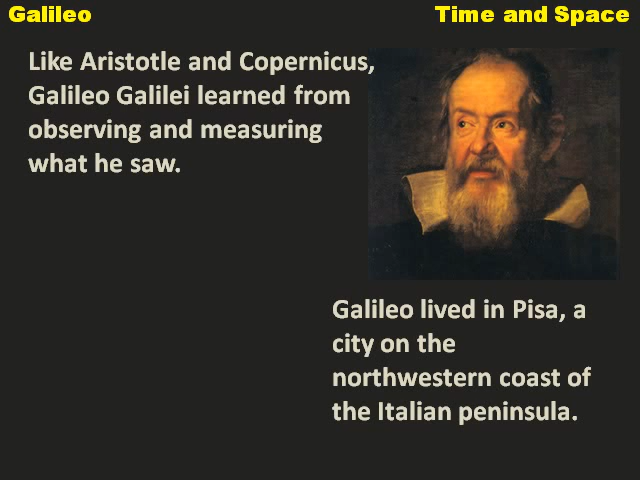 Galileo
Time and Space
Like Aristotle and Copernicus,
Galileo Galilei learned from
observing and measuring
what he saw.
Galileo lived in Pisa, a
city on the
northwestern coast of
the Italian peninsula.